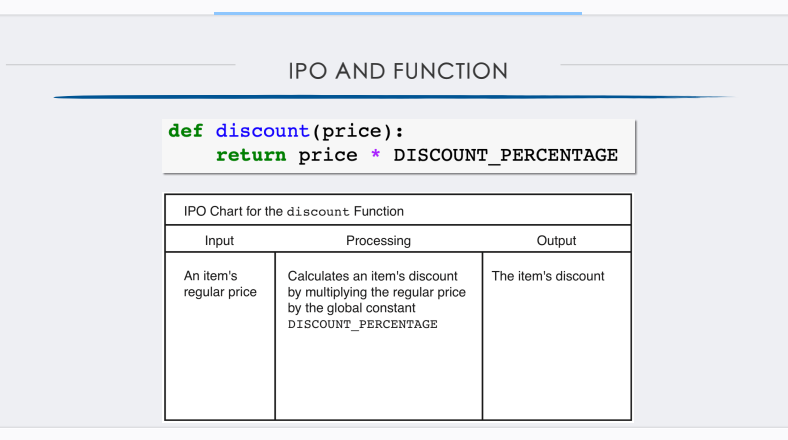 IPO AND FUNCTION
def discount(price):
    return price * DISCOUNT_PERCENTAGE
IPO Chart for the discount Function
Input
Processing
Output
An item's
regular price
Calculates an item's discount
by multiplying the regular price
by the global constant
DISCOUNT_PERCENTAGE
The item's discount